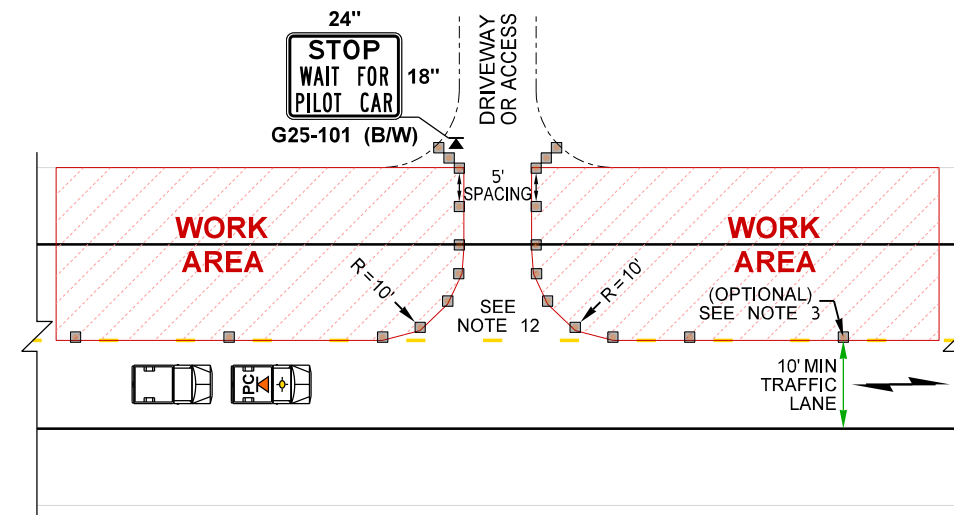 24"
STOP
WAIT FOR
PILOT CAR
18"
G25-101 (B/W)
DRIVEWAY
OR ACCESS
5'
SPACING
WORK
AREA
WORK
AREA
R=10'
R=10'
SEE
NOTE 12
(OPTIONAL)
SEE NOTE 3
10' MIN
TRAFFIC
LANE
PC